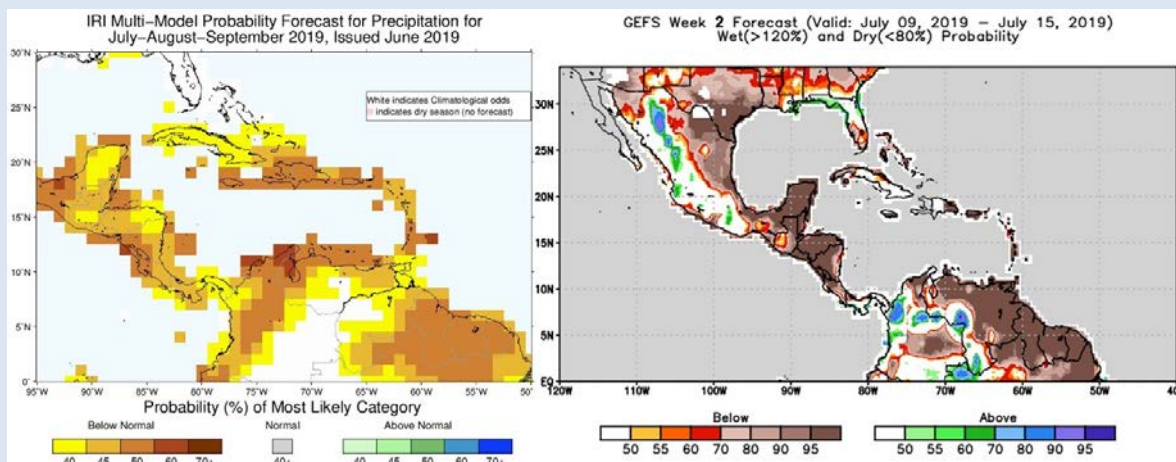 IRI Multi-Model Probability Forecast for Precipitation for
July-August-September 2019, Issued June 2019
30°N
25°N
20°N
15°N
10°N
5°N
0°
White indicates Climatological odds
indicates dry season (no forecast)
95°W 90°W 85°W 80°W 75°W 70°W 65°W 60°W 55°W 50°
Probability (%) of Most Likely Category
Below Normal Normal Above Normal
40 45 50 60 70+ 40+ 40 45 50 60 70+
GEFS Week 2 Forecast (Valid: July 09, 2019 – July 15, 2019)
Wet(>120%) and Dry(<80%) Probability
30N
25N
20N
15N
10N
5N
EQ
120W 110W 100W 90W 80W 70W 60W 50W 40
Below Above
50 55 60 70 80 90 95 50 55 60 70 80 90 95